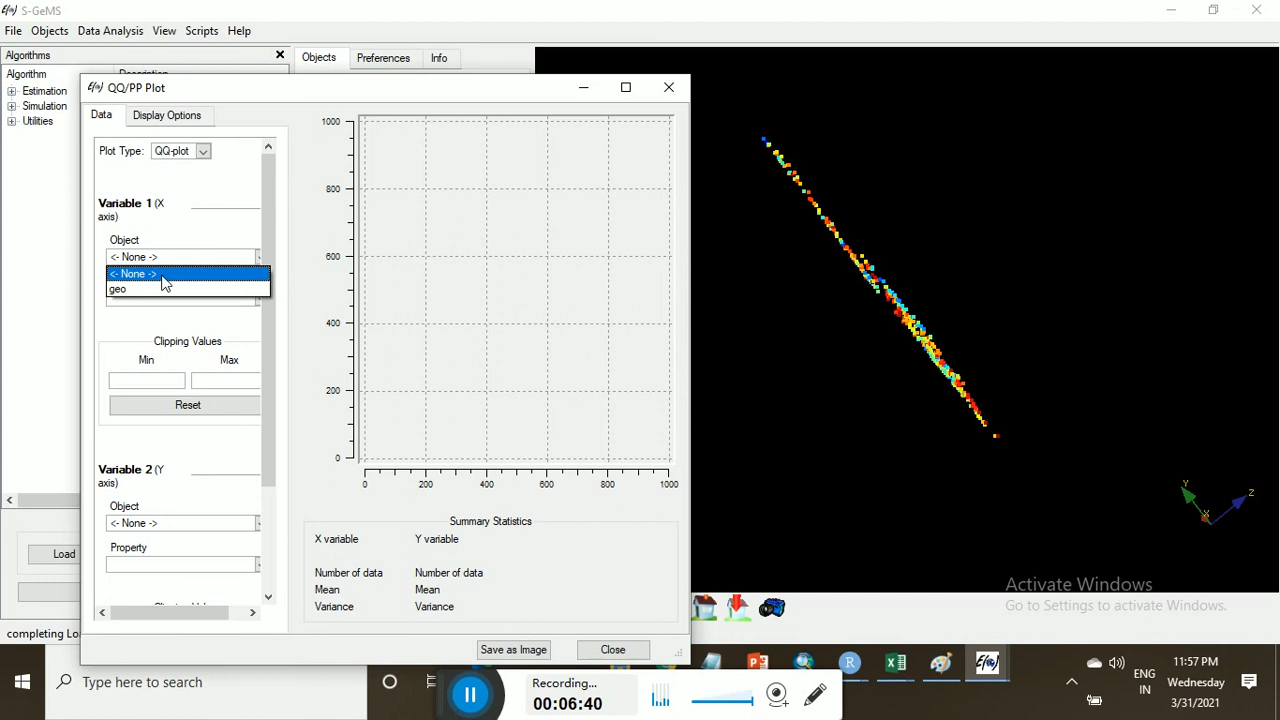 S-GeMS
File Objects Data Analysis View Scripts Help
Algorithms
Objects Preferences Info
Algorithm
Estimation
Simulation
Utilities
QQ/PP Plot
Data Display Options
Plot Type: QQ-plot
Variable 1 (X
axis)
Object
<- None ->
<- None ->
geo
Clipping Values
Min Max
Reset
Variable 2 (Y
axis)
Object
<- None ->
Property
1000
800
600
400
200
0
0 200 400 600 800 1000
Summary Statistics
X variable Y variable
Number of data Number of data
Mean Mean
Variance Variance
Save as Image Close
Load
Y
Z
X
Activate Windows
Go to Settings to activate Windows.
Type here to search
Recording...
00:06:40
ENG
IN
11:57 PM
Wednesday
3/31/2021